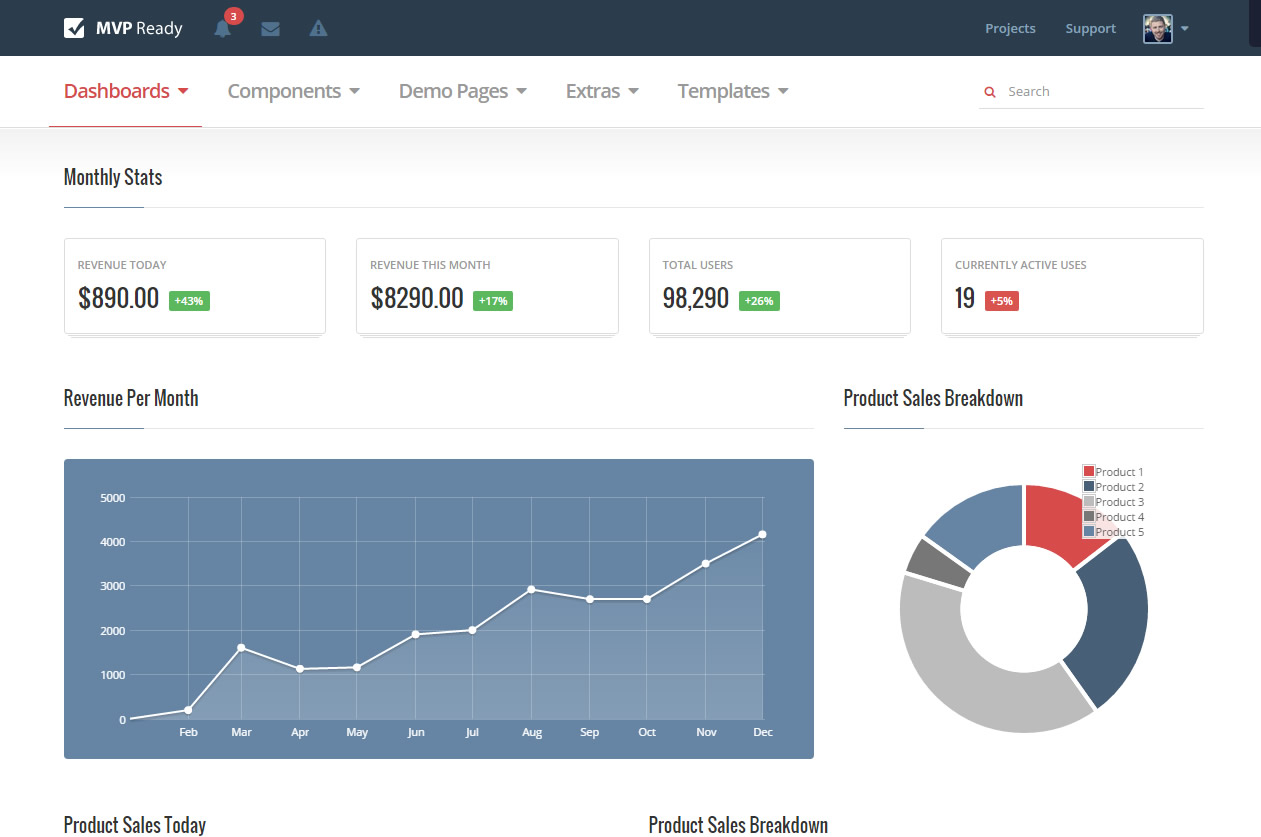 MVP Ready
3
Projects
Support
Dashboards
Components
Demo Pages
Extras
Templates
Search
Monthly Stats
REVENUE TODAY
$890.00 +43%
REVENUE THIS MONTH
$8290.00 +17%
TOTAL USERS
98,290 +26%
CURRENTLY ACTIVE USES
19 +5%
Revenue Per Month
5000
4000
3000
2000
1000
0
Feb Mar Apr May Jun Jul Aug Sep Oct Nov Dec
Product Sales Breakdown
Product 1
Product 2
Product 3
Product 4
Product 5
Product Sales Today
Product Sales Breakdown